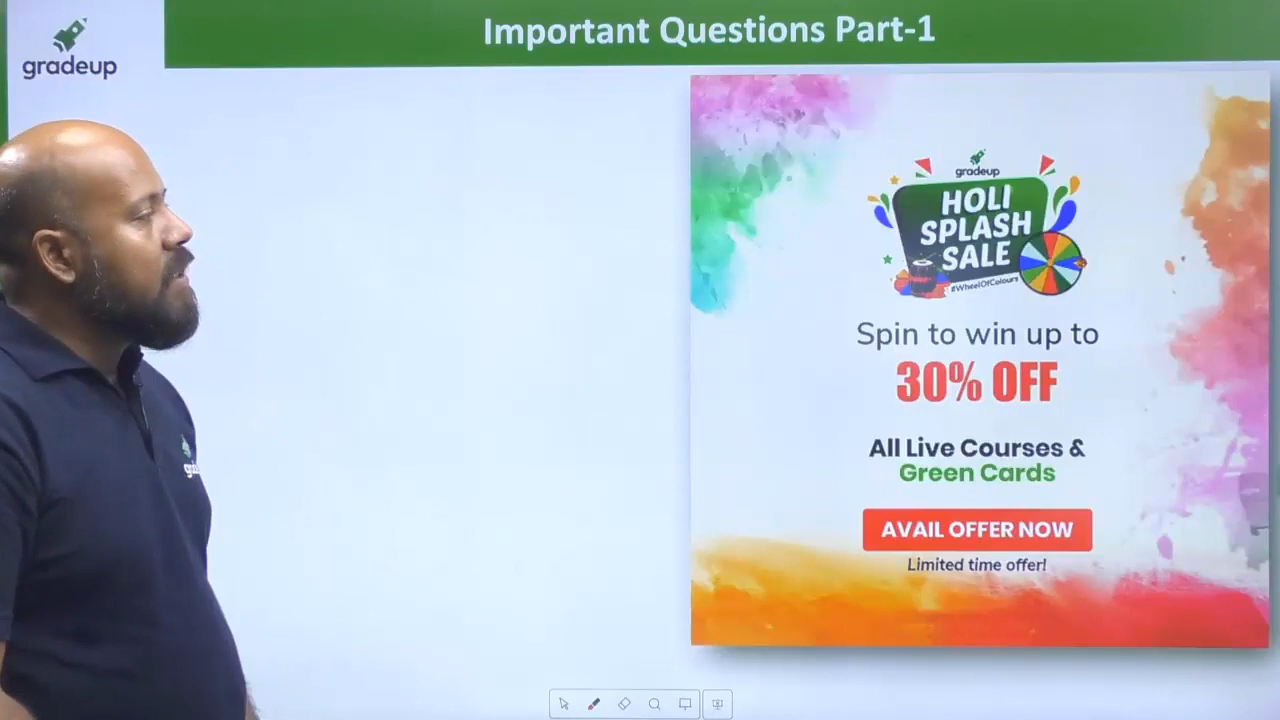 gradeup
Important Questions Part-1
gradeup
HOLI
SPLASH
SALE
#WheelOfColours
Spin to win up to
30% OFF
All Live Courses &
Green Cards
AVAIL OFFER NOW
Limited time offer!